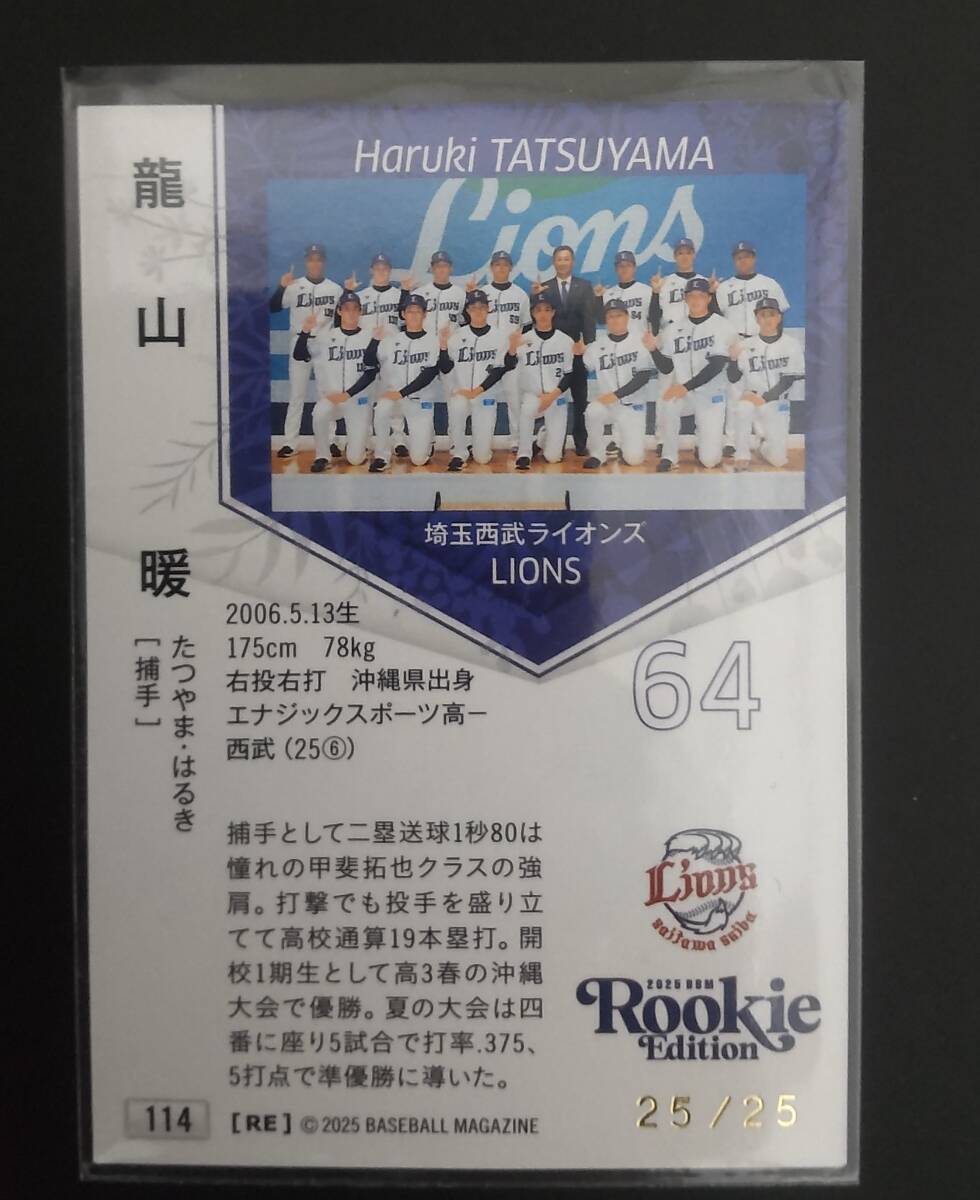 Haruki TATSUYAMA
Lions
埼玉西武ライオンズ
LIONS
龍山 暖
たつやま・はるき
［捕手］
2006.5.13生
175cm 78kg
右投右打 沖縄県出身
エナジックスポーツ高－
西武（25⑥）
64
捕手として二塁送球1秒80は
憧れの甲斐拓也クラスの強
肩。打撃でも投手を盛り立
てて高校通算19本塁打。開
校1期生として高3春の沖縄
大会で優勝。夏の大会は四
番に座り5試合で打率.375、
5打点で準優勝に導いた。
Lions
saitama seibu
2025 BBM
Rookie
Edition
114
[RE] ©2025 BASEBALL MAGAZINE
25/25